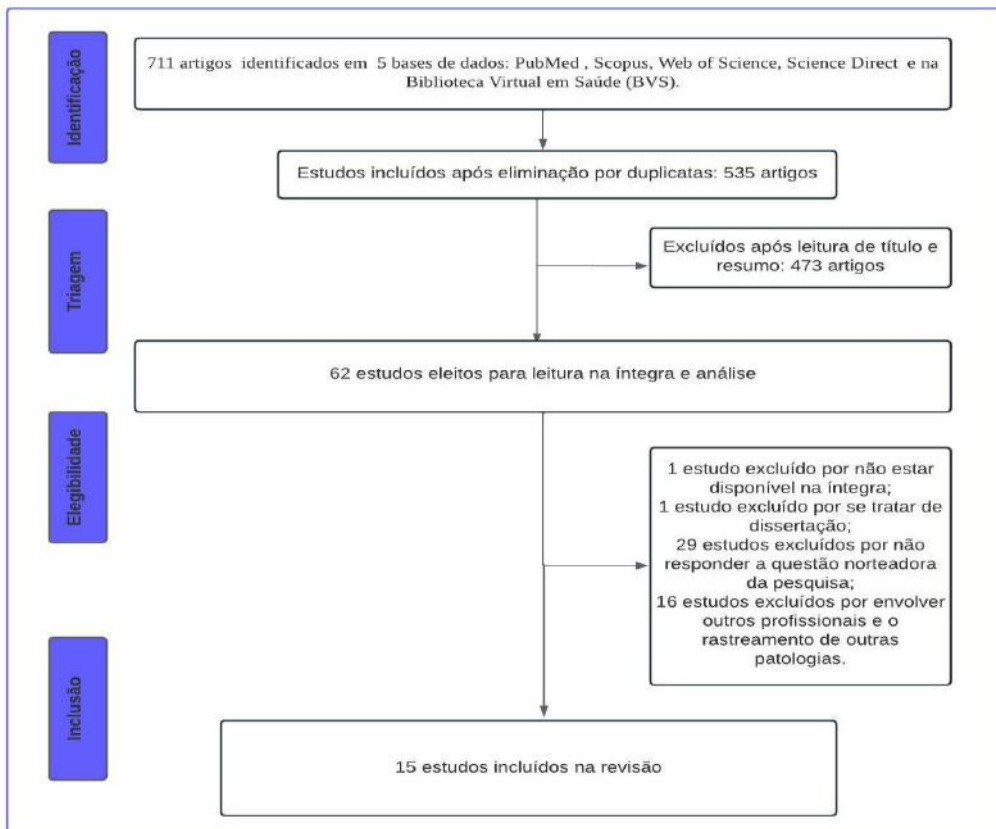 Identificação
711 artigos identificados em 5 bases de dados: PubMed , Scopus, Web of Science, Science Direct e na
Biblioteca Virtual em Saúde (BVS).
Estudos incluídos após eliminação por duplicatas: 535 artigos
Triagem
Excluídos após leitura de título e
resumo: 473 artigos
62 estudos eleitos para leitura na íntegra e análise
Elegibilidade
1 estudo excluído por não estar
disponível na íntegra;
1 estudo excluído por se tratar de
dissertação;
29 estudos excluídos por não
responder a questão norteadora
da pesquisa;
16 estudos excluídos por envolver
outros profissionais e o
rastreamento de outras
patologias.
Inclusão
15 estudos incluídos na revisão